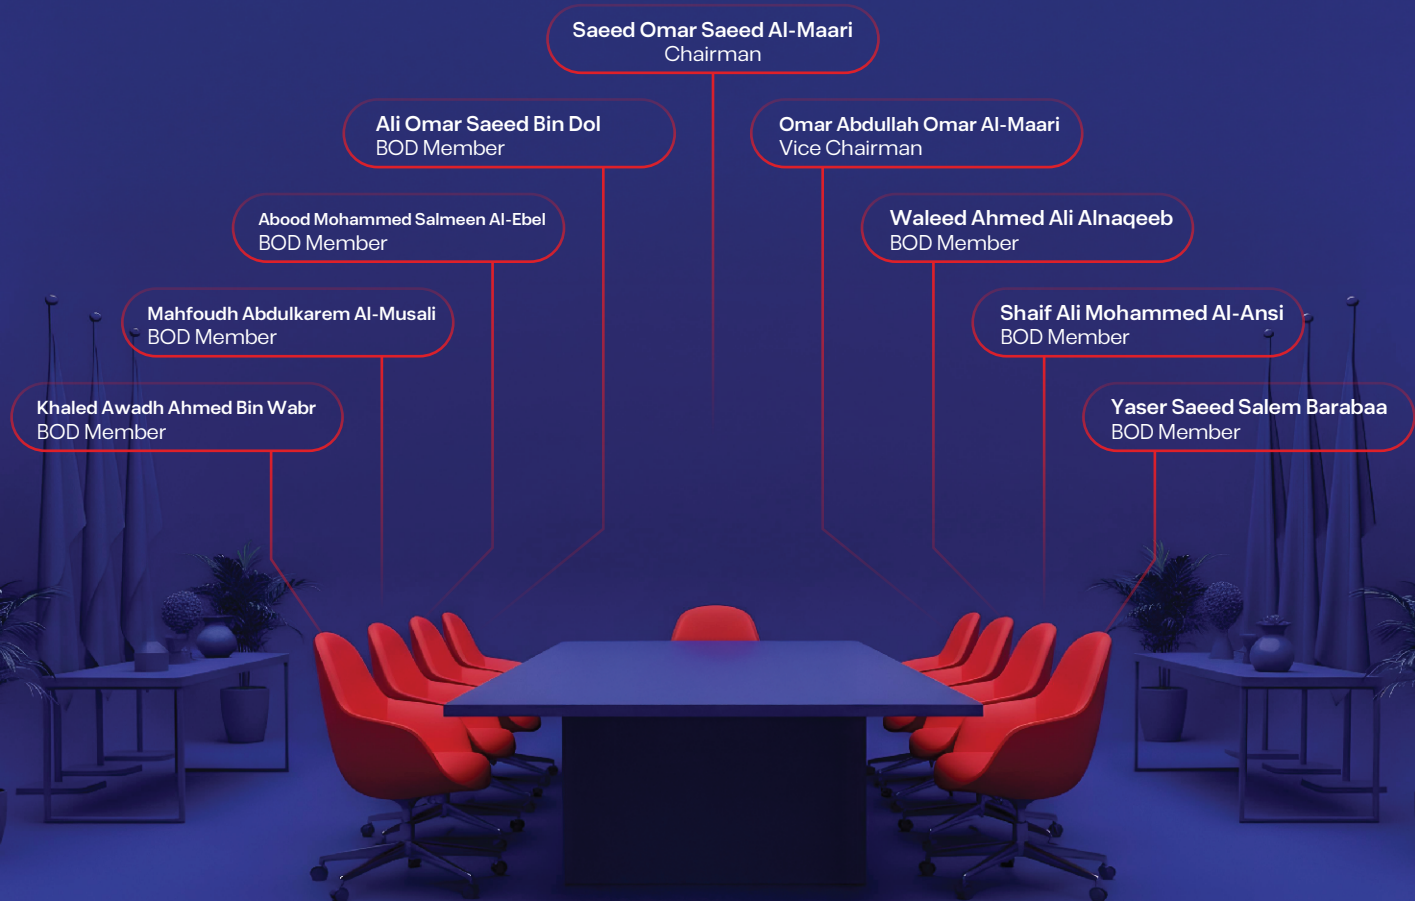 Saeed Omar Saeed Al-Maari
Chairman
Ali Omar Saeed Bin Dol
BOD Member
Omar Abdullah Omar Al-Maari
Vice Chairman
Abood Mohammed Salmeen Al-Ebel
BOD Member
Waleed Ahmed Ali Alnaqeeb
BOD Member
Mahfoudh Abdulkarem Al-Musali
BOD Member
Shaif Ali Mohammed Al-Ansi
BOD Member
Khaled Awadh Ahmed Bin Wabr
BOD Member
Yaser Saeed Salem Barabaa
BOD Member